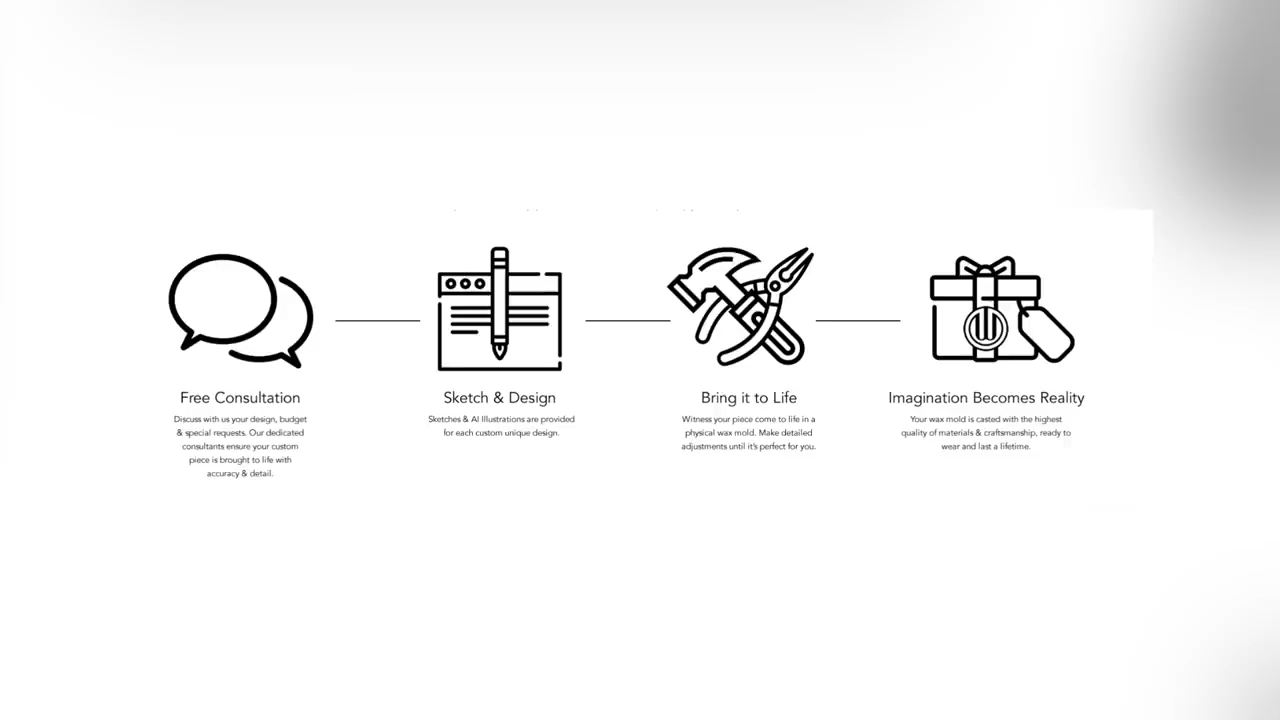 Free Consultation
Discuss with us your design, budget
& special requests. Our dedicated
consultants ensure your custom
piece is brought to life with
accuracy & detail.
Sketch & Design
Sketches & AI Illustrations are provided
for each custom unique design.
Bring it to Life
Witness your piece come to life in a
physical wax mold. Make detailed
adjustments until it's perfect for you.
Imagination Becomes Reality
Your wax mold is casted with the highest
quality of materials & craftsmanship, ready to
wear and last a lifetime.